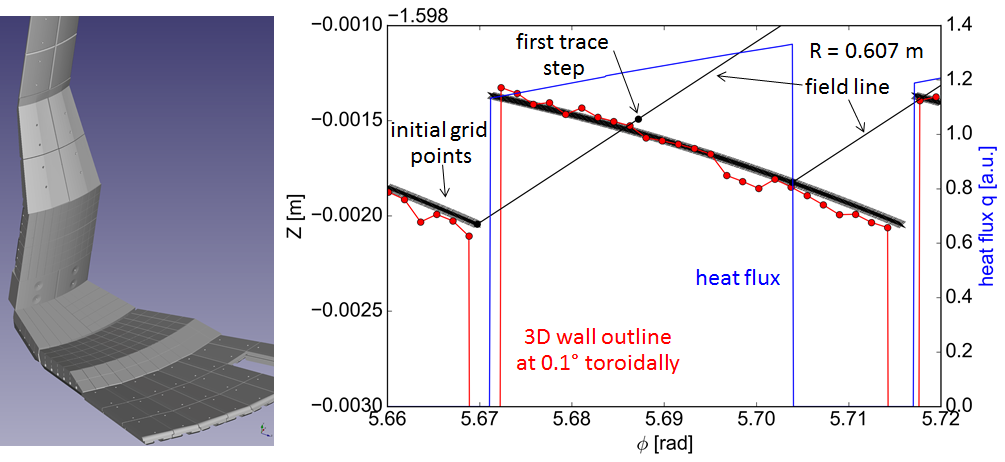 −1.598
−0.0010
−0.0015
−0.0020
−0.0025
−0.0030
Z [m]
first trace
step
R = 0.607 m
field line
initial grid
points
heat flux
3D wall outline
at 0.1° toroidally
1.4
1.2
1.0
0.8
0.6
0.4
0.2
0.0
heat flux q [a.u.]
5.66 5.67 5.68 5.69 5.70 5.71 5.72
ϕ [rad]